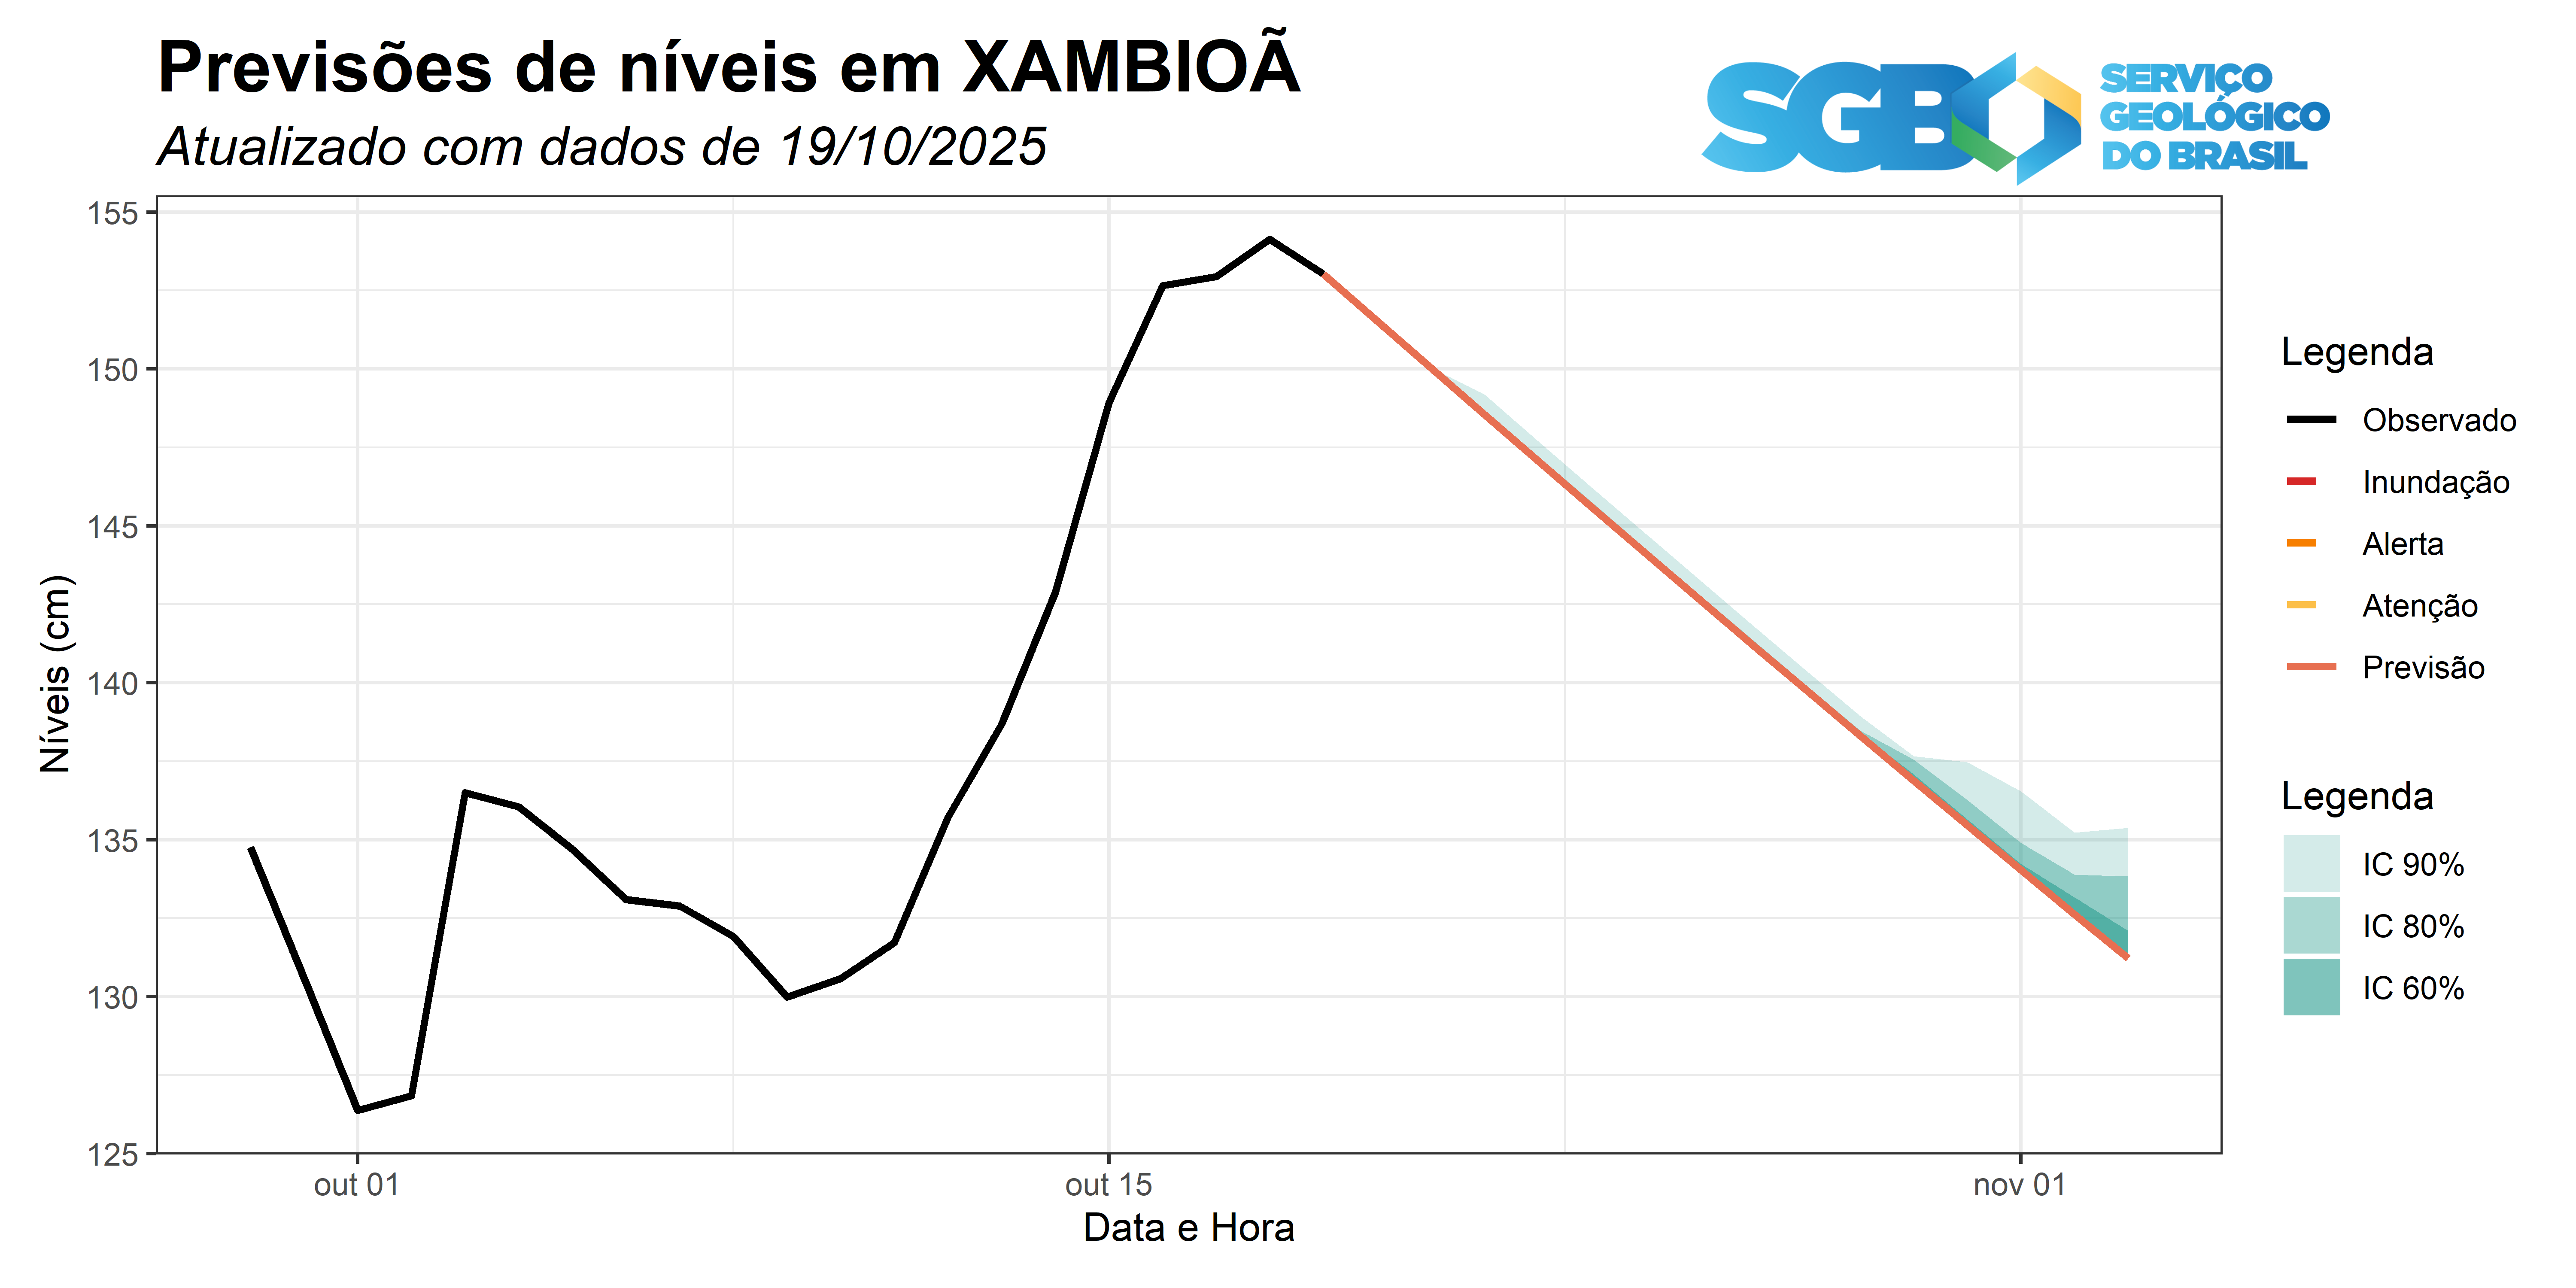 Previsões de níveis em XAMBIOÃ
Atualizado com dados de 19/10/2025
SGB
SERVIÇO
GEOLÓGICO
DO BRASIL
155
150
145
140
135
130
125
Níveis (cm)
out 01
out 15
nov 01
Data e Hora
Legenda
Observado
Inundação
Alerta
Atenção
Previsão
Legenda
IC 90%
IC 80%
IC 60%